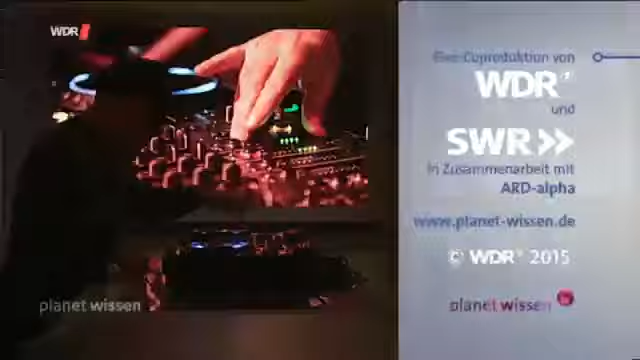 WDR
Eine Coproduktion von
WDR
und
SWR
in Zusammenarbeit mit
ARD-alpha
www.planet-wissen.de
© WDR 2015
planet wissen
planet wissen